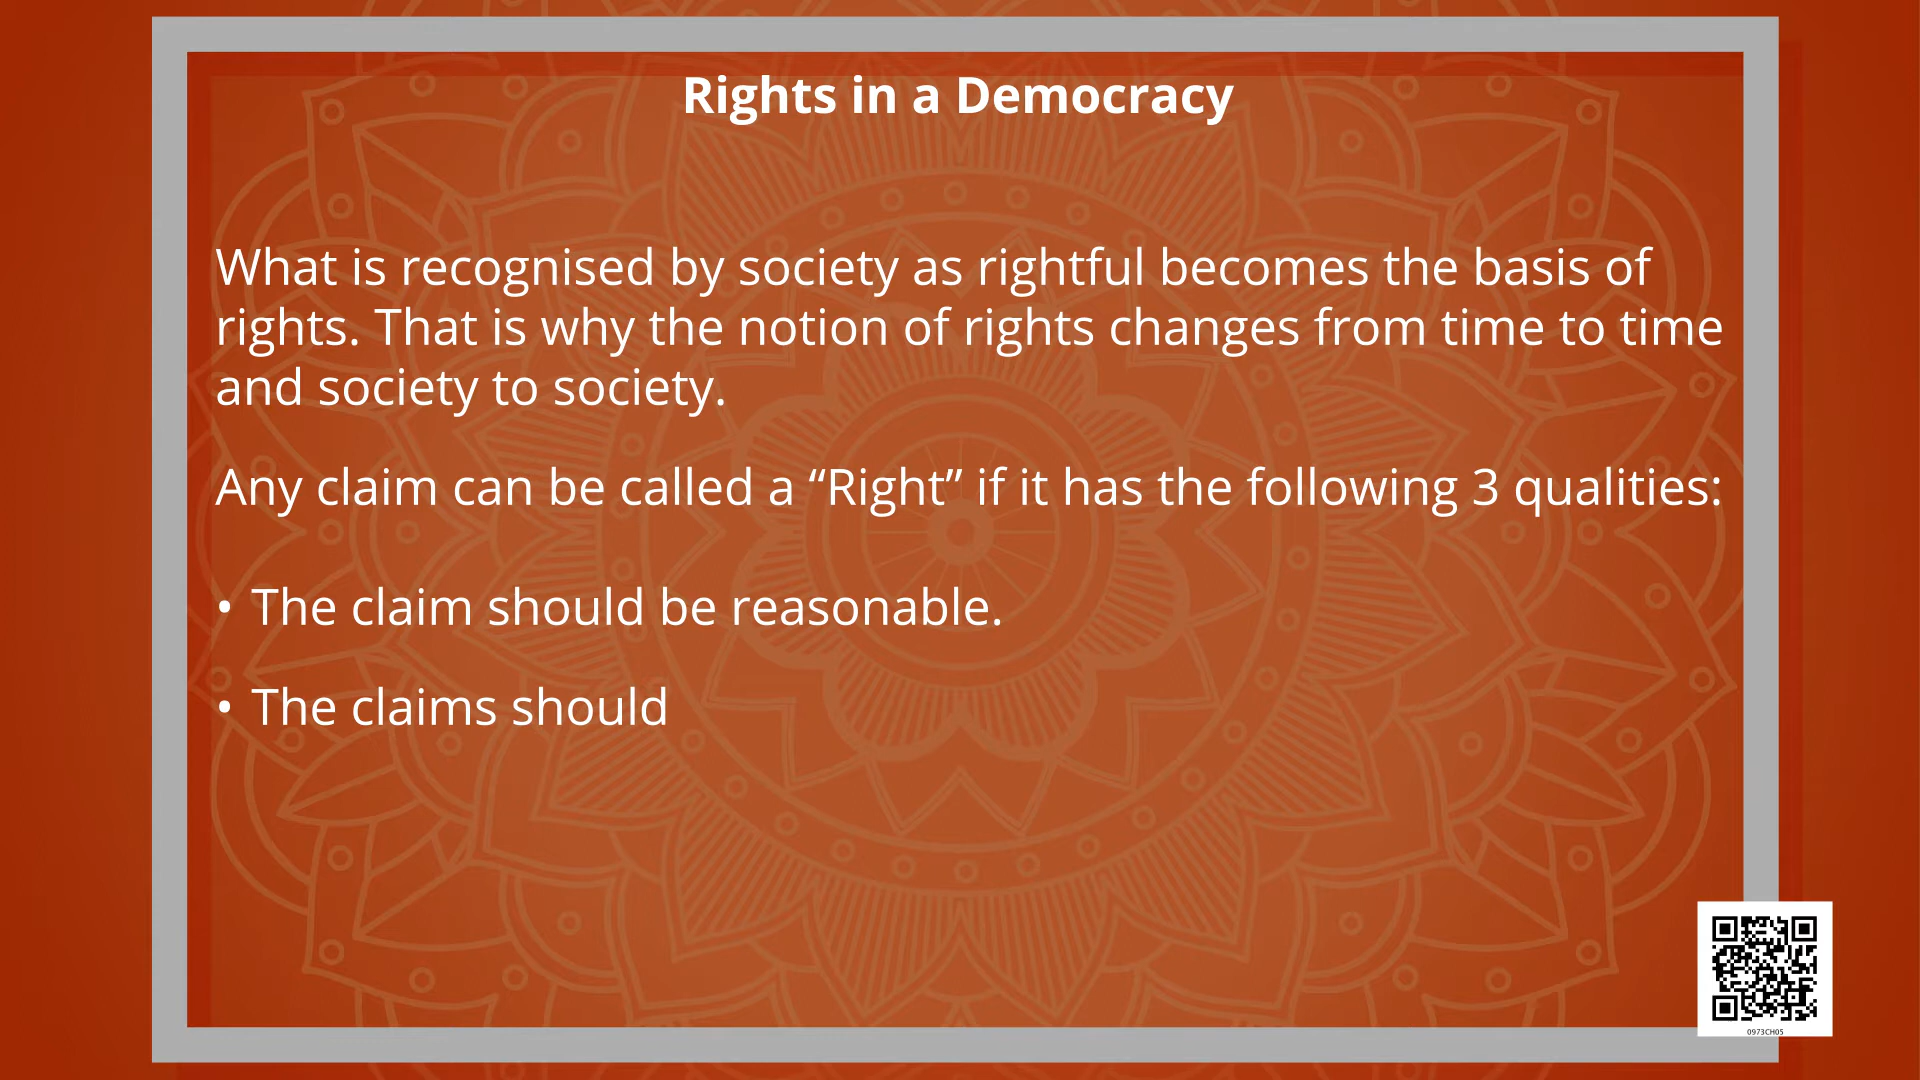 Rights in a Democracy
What is recognised by society as rightful becomes the basis of
rights. That is why the notion of rights changes from time to time
and society to society.
Any claim can be called a “Right” if it has the following 3 qualities:
• The claim should be reasonable.
• The claims should
0973CH05